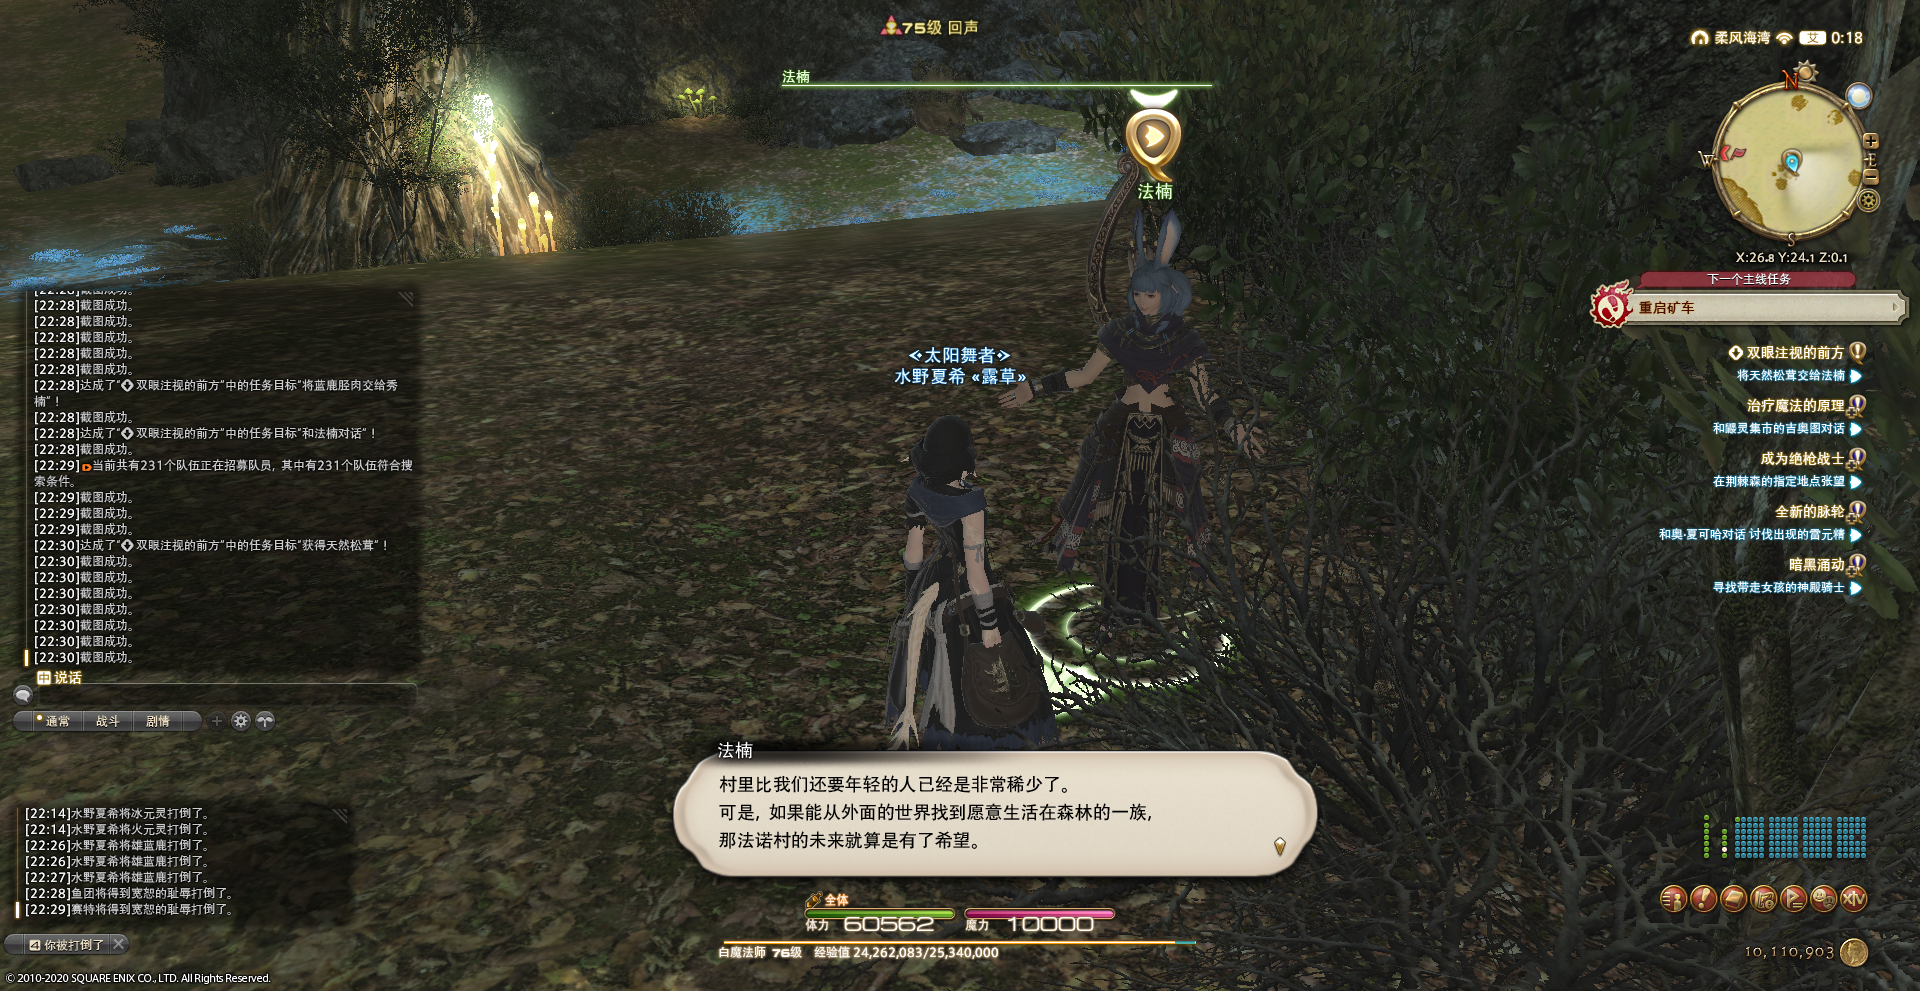 75级 回声
法楠
柔风海湾 艾 0:18
N
W
E
S
X:26.8 Y:24.1 Z:0.1
下一个主线任务
重启矿车
双眼注视的前方
将天然松茸交给法楠
治疗魔法的原理
和鼹灵集市的吉奥图对话
成为绝枪战士
在荆棘森的指定地点张望
全新的脉轮
和奥·夏可哈对话 讨伐出现的雷元精
暗黑涌动
寻找带走女孩的神殿骑士
法楠
太阳舞者
水野夏希 «露草»
[22:28]截图成功。
[22:28]截图成功。
[22:28]截图成功。
[22:28]截图成功。
[22:28]截图成功。
[22:28]截图成功。
[22:28]达成了“双眼注视的前方”中的任务目标“将蓝鹿胫肉交给秀
楠”！
[22:28]截图成功。
[22:28]达成了“双眼注视的前方”中的任务目标“和法楠对话”！
[22:28]截图成功。
[22:29]当前共有231个队伍正在招募队员, 其中有231个队伍符合搜
索条件。
[22:29]截图成功。
[22:29]截图成功。
[22:29]截图成功。
[22:30]达成了“双眼注视的前方”中的任务目标“获得天然松茸”！
[22:30]截图成功。
[22:30]截图成功。
[22:30]截图成功。
[22:30]截图成功。
[22:30]截图成功。
[22:30]截图成功。
[22:30]截图成功。
说话
通常 战斗 剧情
[22:14]水野夏希将冰元灵打倒了。
[22:14]水野夏希将火元灵打倒了。
[22:26]水野夏希将雄蓝鹿打倒了。
[22:26]水野夏希将雄蓝鹿打倒了。
[22:27]水野夏希将雄蓝鹿打倒了。
[22:28]鱼团将得到宽恕的耻辱打倒了。
[22:29]赛特将得到宽恕的耻辱打倒了。
4 你被打倒了
法楠
村里比我们还要年轻的人已经是非常稀少了。
可是, 如果能从外面的世界找到愿意生活在森林的一族,
那法诺村的未来就算是有了希望。
全体
体力 60562 魔力 10000
白魔法师 76级 经验值 24,262,083/25,340,000
XIV
10,110,903
© 2010-2020 SQUARE ENIX CO., LTD. All Rights Reserved.